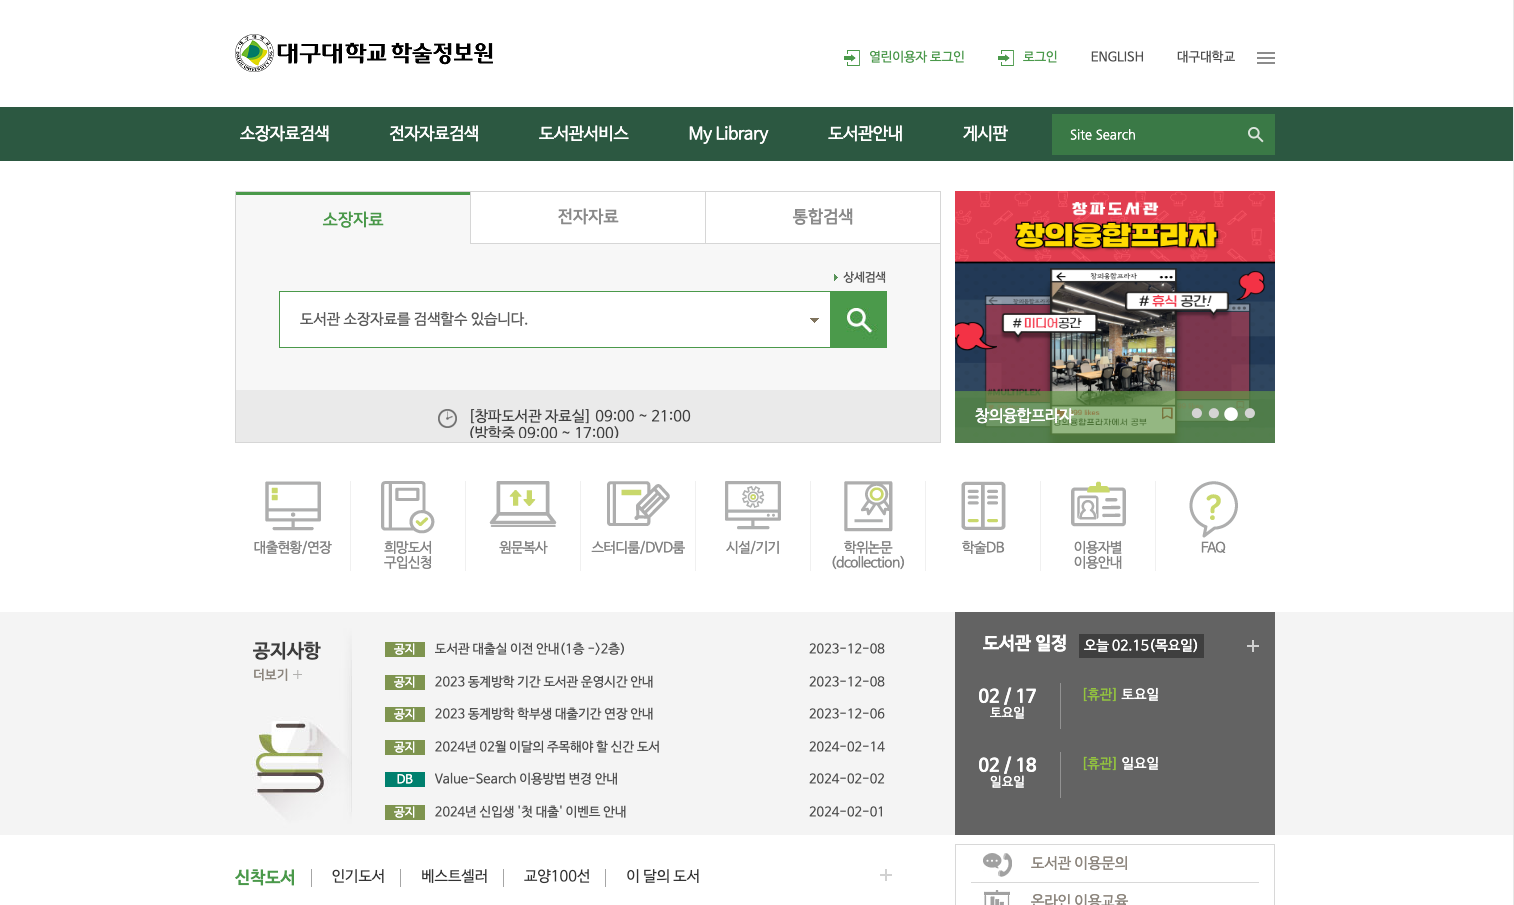 대구대학교 학술정보원
열린이용자 로그인
로그인
ENGLISH
대구대학교
소장자료검색
전자자료검색
도서관서비스
My Library
도서관안내
게시판
Site Search
소장자료
전자자료
통합검색
상세검색
도서관 소장자료를 검색할수 있습니다.
[창파도서관 자료실] 09:00 ~ 21:00
(방학중 09:00 ~ 17:00)
창파도서관
창의융합프라자
창의융합프라자
# 휴식 공간!
# 미디어공간
창의융합프라자
대출현황/연장
희망도서
구입신청
원문복사
스터디룸/DVD룸
시설/기기
학위논문
(dcollection)
학술DB
이용자별
이용안내
FAQ
공지사항
더보기
공지 도서관 대출실 이전 안내(1층 ->2층) 2023-12-08
공지 2023 동계방학 기간 도서관 운영시간 안내 2023-12-08
공지 2023 동계방학 학부생 대출기간 연장 안내 2023-12-06
공지 2024년 02월 이달의 주목해야 할 신간 도서 2024-02-14
DB Value-Search 이용방법 변경 안내 2024-02-02
공지 2024년 신입생 '첫 대출' 이벤트 안내 2024-02-01
도서관 일정 오늘 02.15(목요일)
02 / 17
토요일
[휴관] 토요일
02 / 18
일요일
[휴관] 일요일
신착도서
인기도서
베스트셀러
교양100선
이 달의 도서
도서관 이용문의
온라인 이용교육